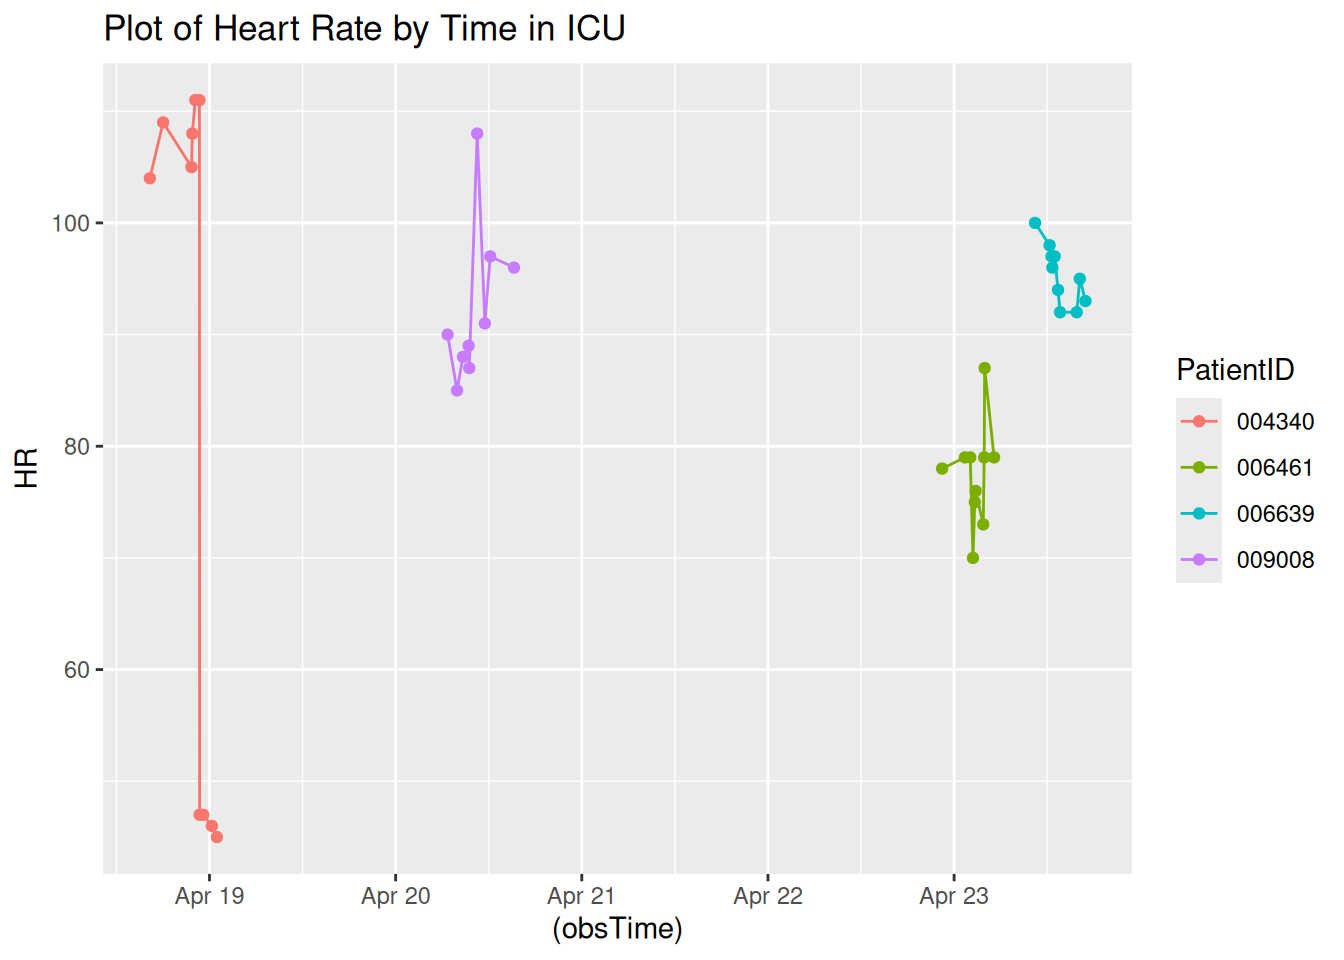 Plot of Heart Rate by Time in ICU
HR
100
80
60
Apr 19
Apr 20
Apr 21
Apr 22
Apr 23
(obsTime)
PatientID
004340
006461
006639
009008